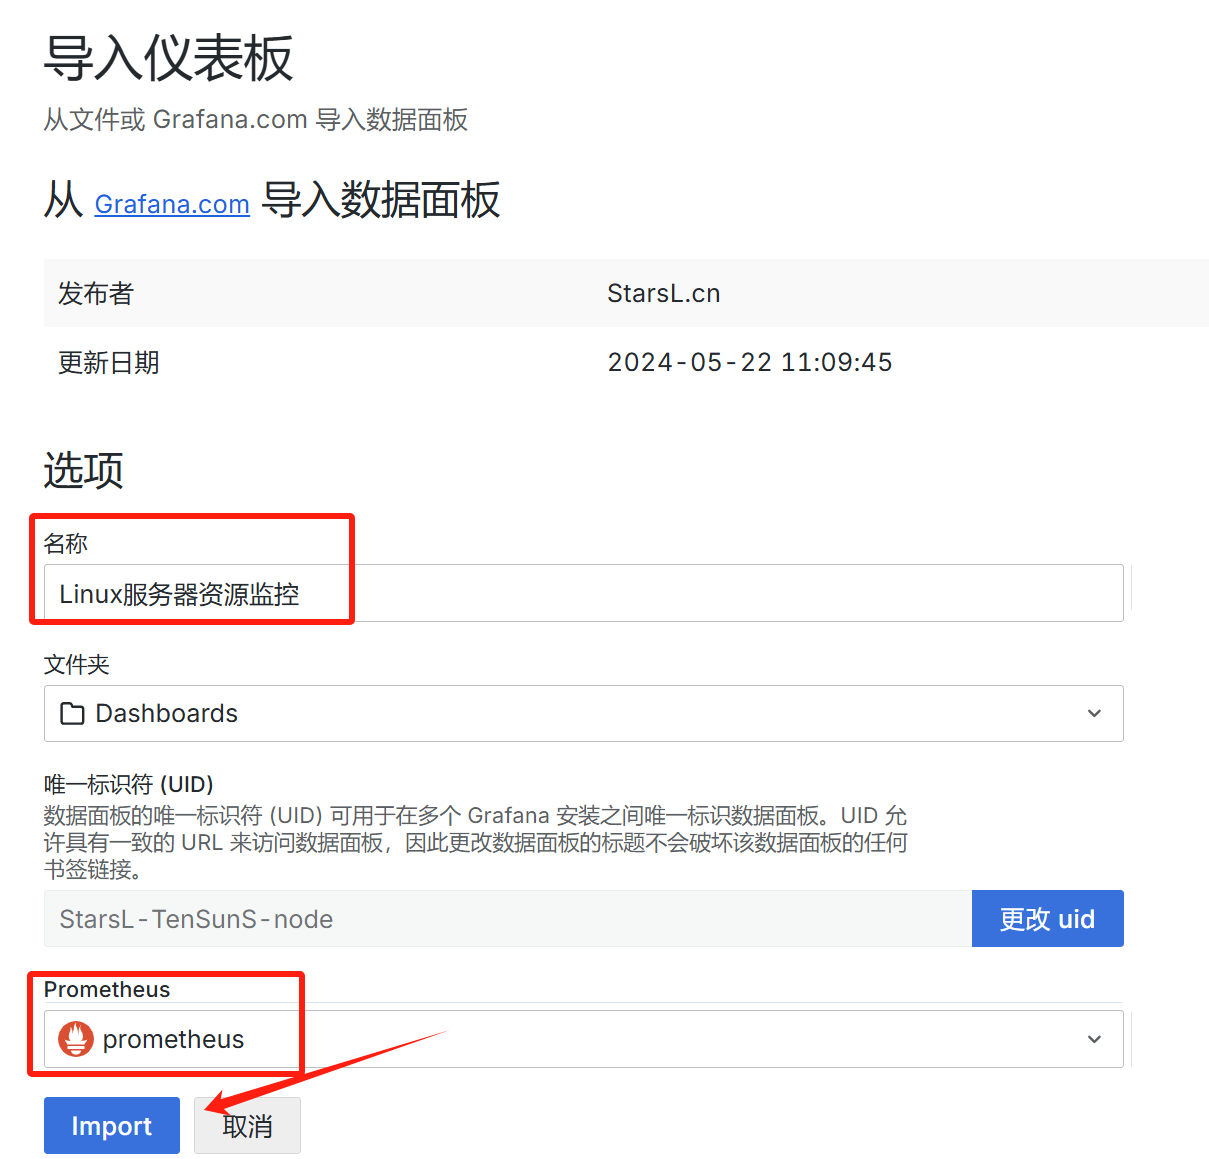 导入仪表板
从文件或 Grafana.com 导入数据面板
从 Grafana.com 导入数据面板
发布者 StarsL.cn
更新日期 2024-05-22 11:09:45
选项
名称
Linux服务器资源监控
文件夹
Dashboards
唯一标识符 (UID)
数据面板的唯一标识符 (UID) 可用于在多个 Grafana 安装之间唯一标识数据面板。UID 允
许具有一致的 URL 来访问数据面板，因此更改数据面板的标题不会破坏该数据面板的任何
书签链接。
StarsL-TenSunS-node 更改 uid
Prometheus
prometheus
Import 取消